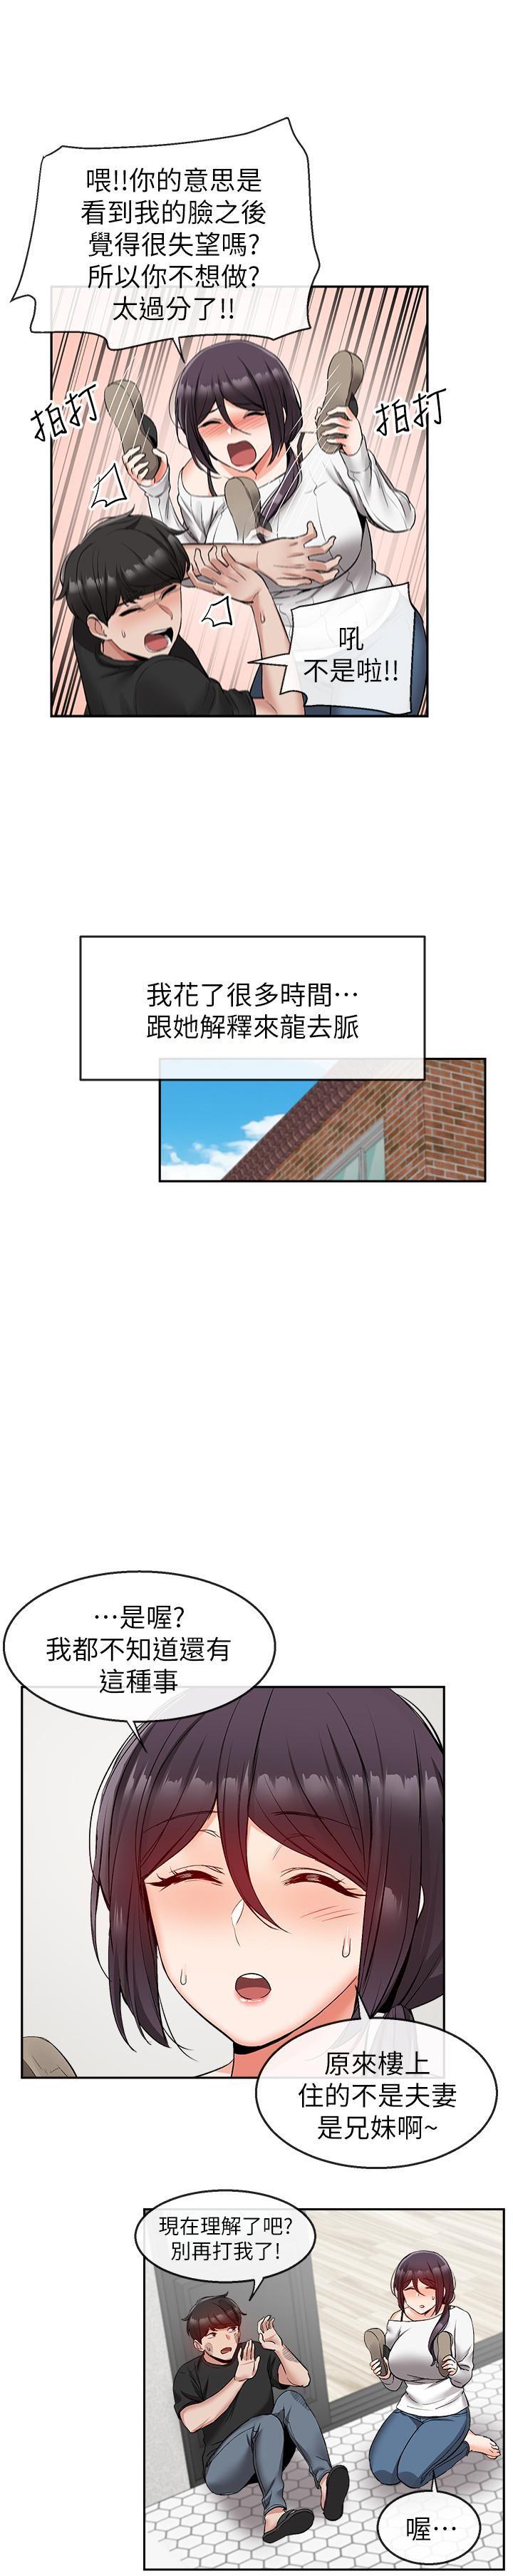 喂!!你的意思是
看到我的臉之後
覺得很失望嗎?
所以你不想做?
太過分了!!
拍打
拍打
吼
不是啦!!
我花了很多時間…
跟她解釋來龍去脈
…是喔?
我都不知道還有
這種事
原來樓上
住的不是夫妻
是兄妹啊~
現在理解了吧?
別再打我了!
喔…